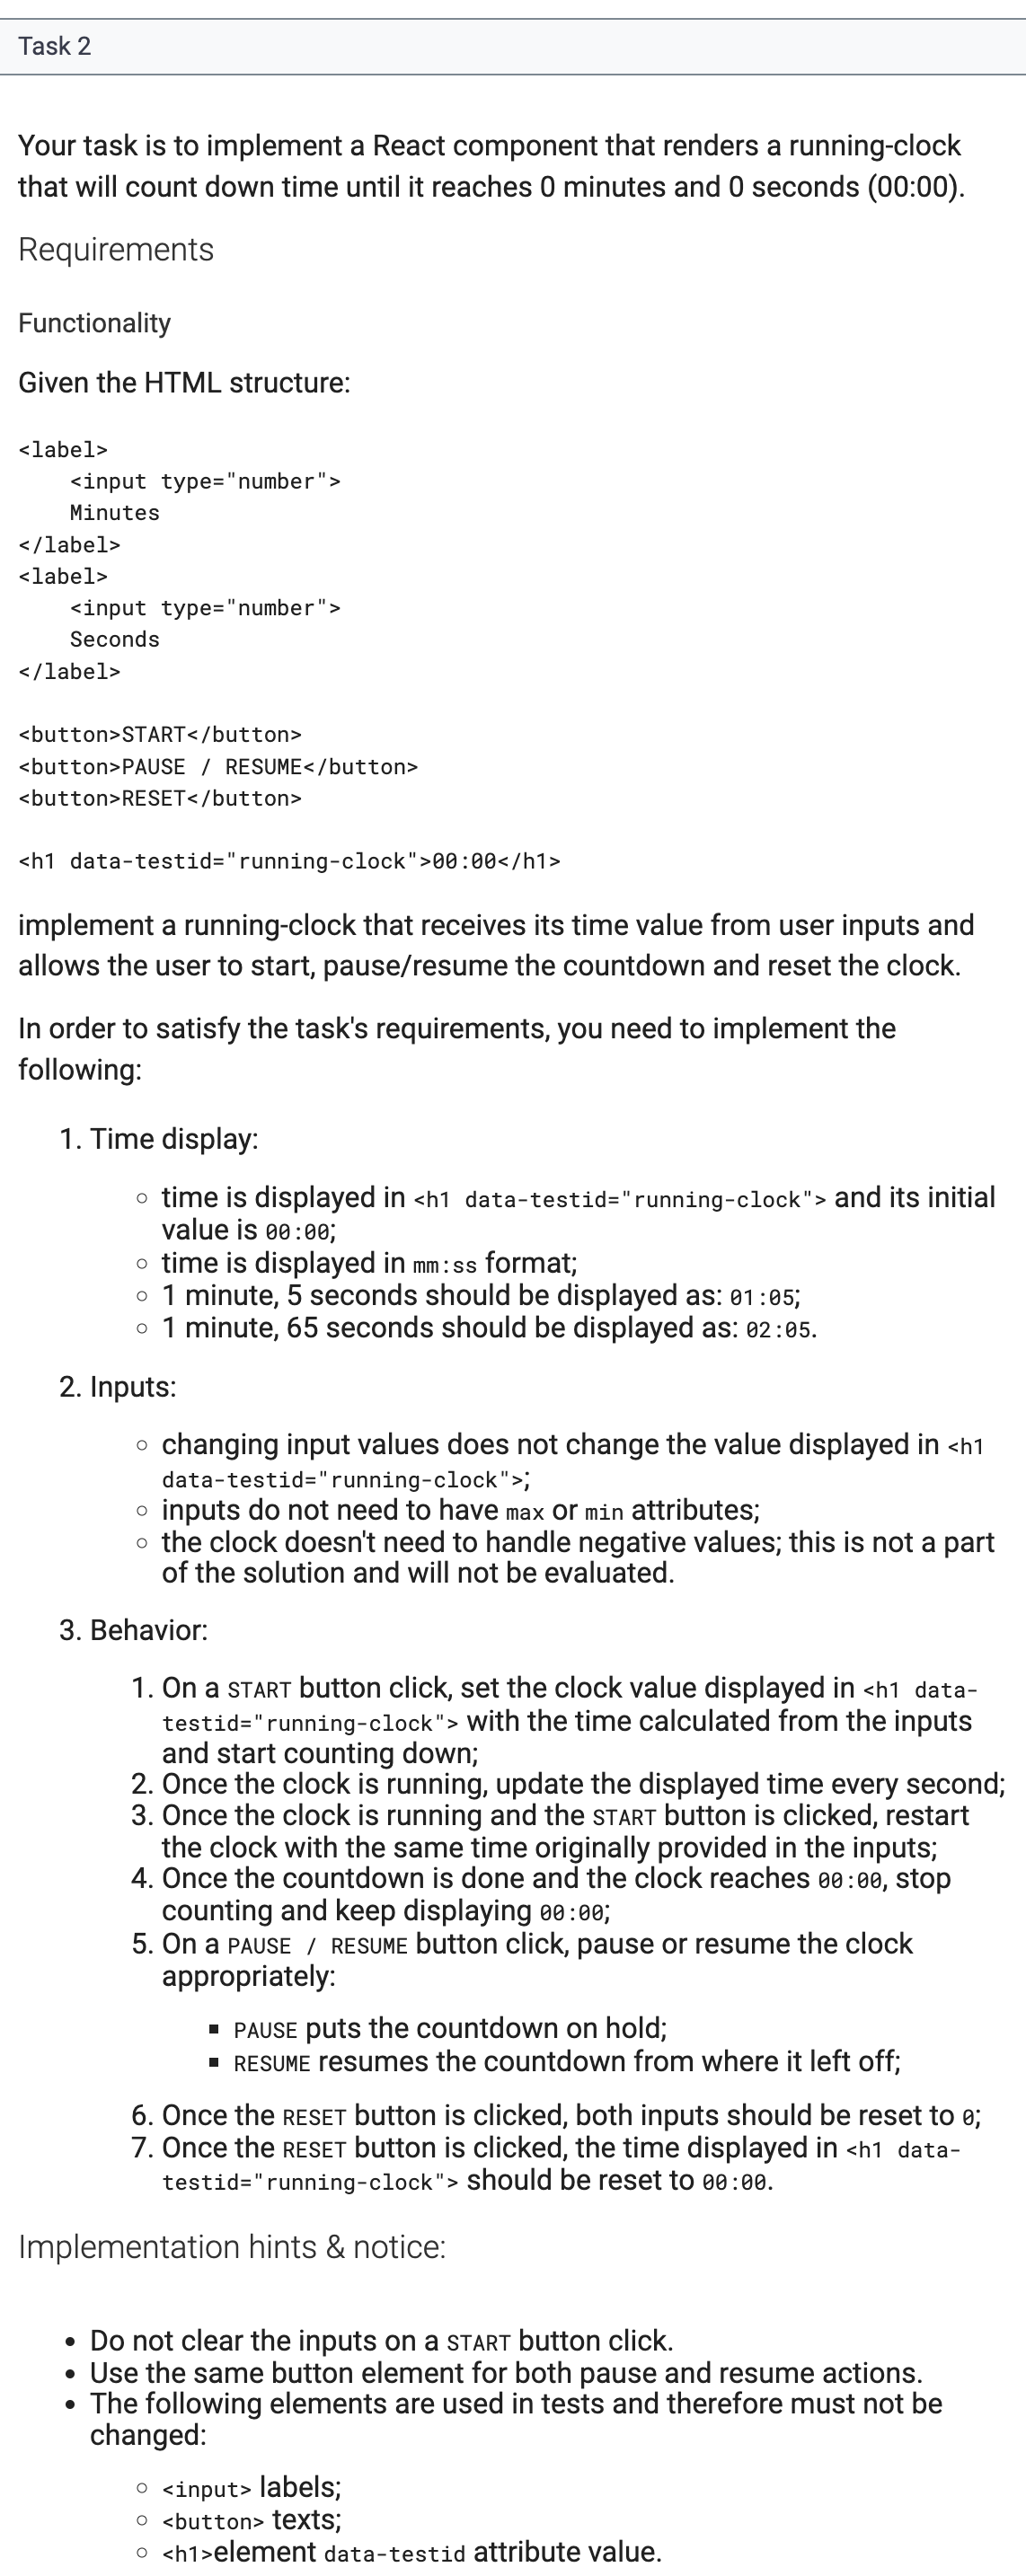 Task 2
Your task is to implement a React component that renders a running-clock
that will count down time until it reaches 0 minutes and 0 seconds (00:00).
Requirements
Functionality
Given the HTML structure:
<label>
    <input type="number">
    Minutes
</label>
<label>
    <input type="number">
    Seconds
</label>
<button>START</button>
<button>PAUSE / RESUME</button>
<button>RESET</button>
<h1 data-testid="running-clock">00:00</h1>
implement a running-clock that receives its time value from user inputs and
allows the user to start, pause/resume the countdown and reset the clock.
In order to satisfy the task's requirements, you need to implement the
following:
1. Time display:
○ time is displayed in <h1 data-testid="running-clock"> and its initial
value is 00:00;
○ time is displayed in mm:ss format;
○ 1 minute, 5 seconds should be displayed as: 01:05;
○ 1 minute, 65 seconds should be displayed as: 02:05.
2. Inputs:
○ changing input values does not change the value displayed in <h1
data-testid="running-clock">;
○ inputs do not need to have max or min attributes;
○ the clock doesn't need to handle negative values; this is not a part
of the solution and will not be evaluated.
3. Behavior:
1. On a START button click, set the clock value displayed in <h1 data-
testid="running-clock"> with the time calculated from the inputs
and start counting down;
2. Once the clock is running, update the displayed time every second;
3. Once the clock is running and the START button is clicked, restart
the clock with the same time originally provided in the inputs;
4. Once the countdown is done and the clock reaches 00:00, stop
counting and keep displaying 00:00;
5. On a PAUSE / RESUME button click, pause or resume the clock
appropriately:
▪ PAUSE puts the countdown on hold;
▪ RESUME resumes the countdown from where it left off;
6. Once the RESET button is clicked, both inputs should be reset to 0;
7. Once the RESET button is clicked, the time displayed in <h1 data-
testid="running-clock"> should be reset to 00:00.
Implementation hints & notice:
• Do not clear the inputs on a START button click.
• Use the same button element for both pause and resume actions.
• The following elements are used in tests and therefore must not be
changed:
○ <input> labels;
○ <button> texts;
○ <h1>element data-testid attribute value.